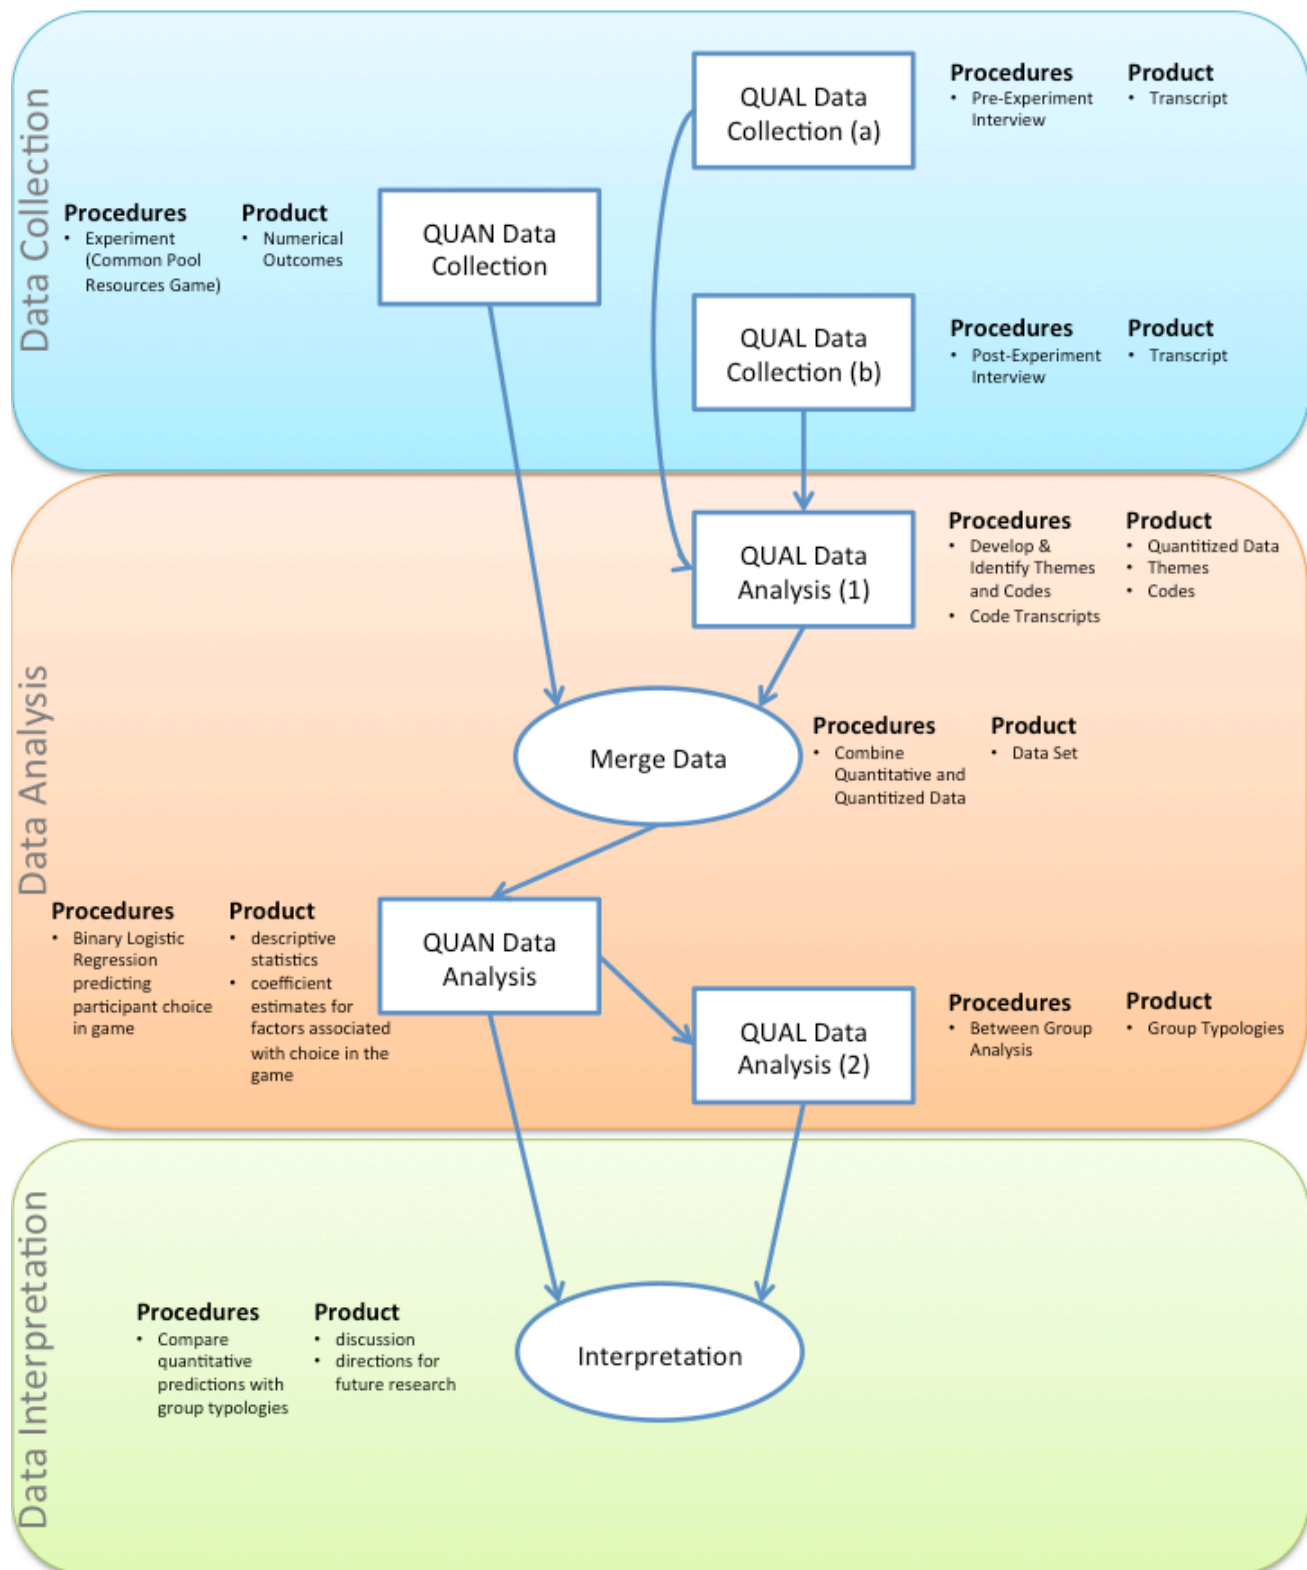 Data Collection
QUAL Data
Collection (a)
Procedures
• Pre-Experiment
Interview
Product
• Transcript
Procedures
• Experiment
(Common Pool
Resources Game)
Product
• Numerical
Outcomes
QUAN Data
Collection
QUAL Data
Collection (b)
Procedures
• Post-Experiment
Interview
Product
• Transcript
Data Analysis
QUAL Data
Analysis (1)
Procedures
• Develop &
Identify Themes
and Codes
• Code Transcripts
Product
• Quantitized Data
• Themes
• Codes
Merge Data
Procedures
• Combine
Quantitative and
Quantitized Data
Product
• Data Set
Procedures
• Binary Logistic
Regression
predicting
participant choice
in game
Product
• descriptive
statistics
• coefficient
estimates for
factors associated
with choice in the
game
QUAN Data
Analysis
QUAL Data
Analysis (2)
Procedures
• Between Group
Analysis
Product
• Group Typologies
Data Interpretation
Procedures
• Compare
quantitative
predictions with
group typologies
Product
• discussion
• directions for
future research
Interpretation